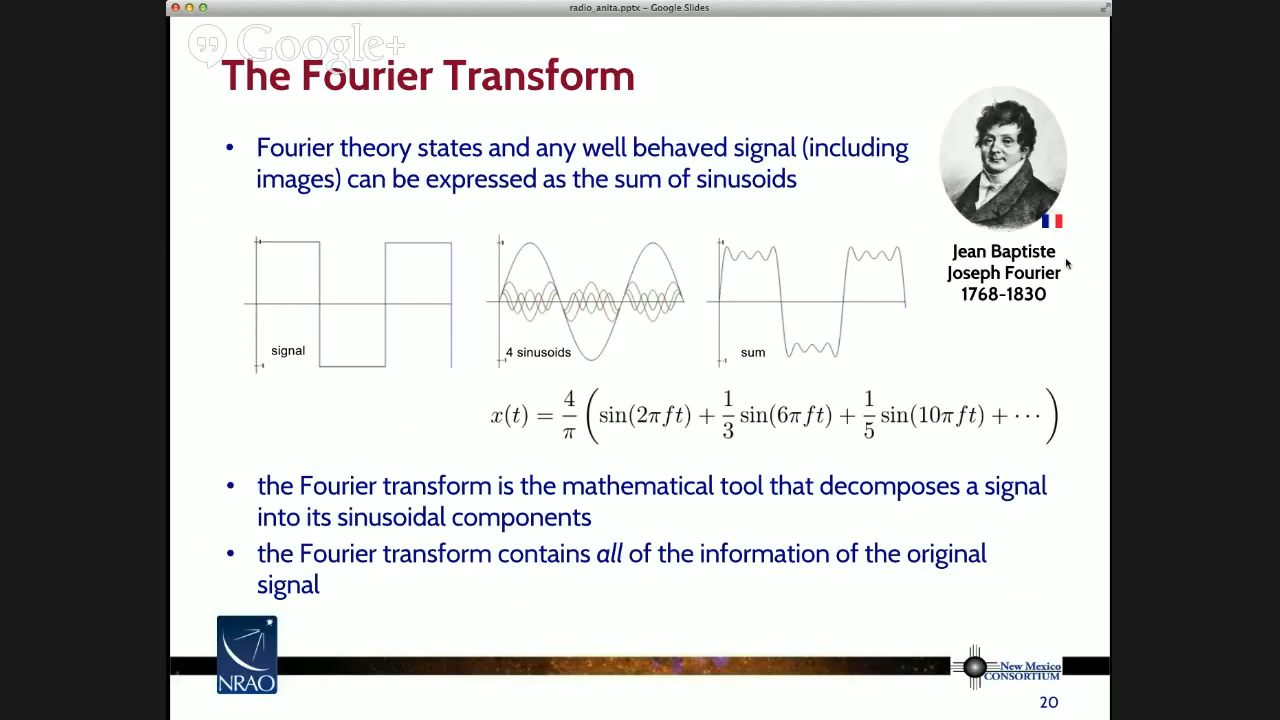 radio_anita.pptx – Google Slides
Google+
The Fourier Transform
• Fourier theory states and any well behaved signal (including
images) can be expressed as the sum of sinusoids
Jean Baptiste
Joseph Fourier
1768-1830
signal
4 sinusoids
sum
x(t) = 4/π ( sin(2πft) + 1/3 sin(6πft) + 1/5 sin(10πft) + ··· )
• the Fourier transform is the mathematical tool that decomposes a signal
into its sinusoidal components
• the Fourier transform contains all of the information of the original
signal
NRAO
New Mexico
CONSORTIUM
20